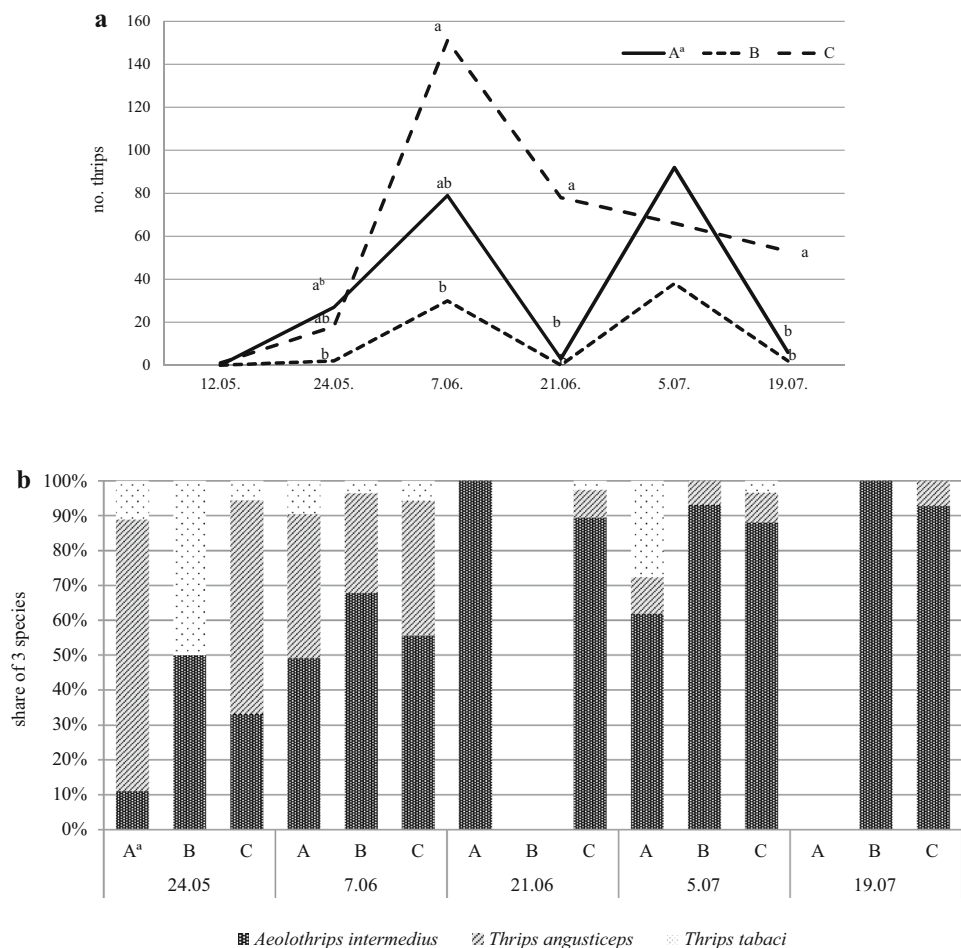 a
160
140
120
100
80
60
40
20
0
no. thrips
Aᵃ B C
a
ab
a
a
aᵇ
ab
b
b
b
b
b
b
12.05. 24.05. 7.06. 21.06. 5.07. 19.07.
b
100%
90%
80%
70%
60%
50%
40%
30%
20%
10%
0%
share of 3 species
Aᵃ B C A B C A B C A B C A B C
24.05 7.06 21.06 5.07 19.07
Aeolothrips intermedius Thrips angusticeps Thrips tabaci